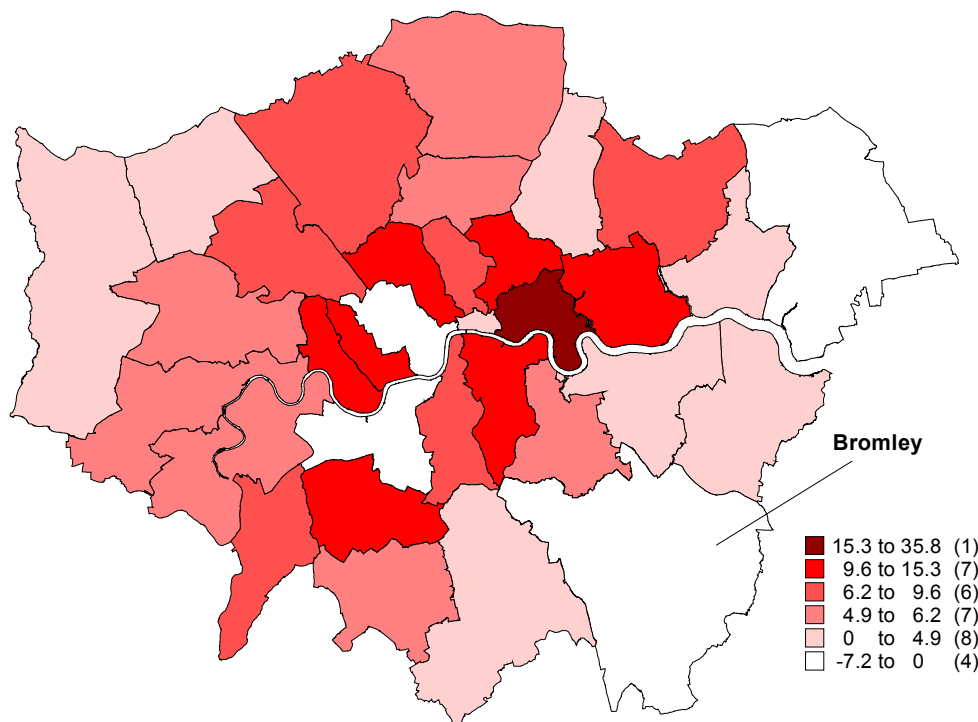 Bromley
15.3 to 35.8 (1)
9.6 to 15.3 (7)
6.2 to 9.6 (6)
4.9 to 6.2 (7)
0 to 4.9 (8)
-7.2 to 0 (4)